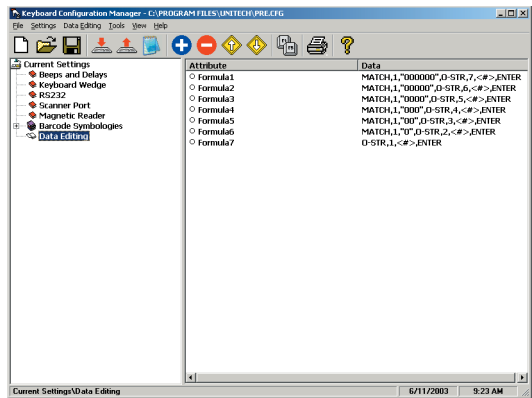 Keyboard Configuration Manager - C:\PROGRAM FILES\UNITECH\PRE.CFG
File Settings Data Editing Tools View Help
Current Settings
Beeps and Delays
Keyboard Wedge
RS232
Scanner Port
Magnetic Reader
Barcode Symbologies
Data Editing
Attribute Data
Formula1 MATCH,1,"000000",O-STR,7,<#>,ENTER
Formula2 MATCH,1,"00000",O-STR,6,<#>,ENTER
Formula3 MATCH,1,"0000",O-STR,5,<#>,ENTER
Formula4 MATCH,1,"000",O-STR,4,<#>,ENTER
Formula5 MATCH,1,"00",O-STR,3,<#>,ENTER
Formula6 MATCH,1,"0",O-STR,2,<#>,ENTER
Formula7 O-STR,1,<#>,ENTER
Current Settings\Data Editing 6/11/2003 9:23 AM